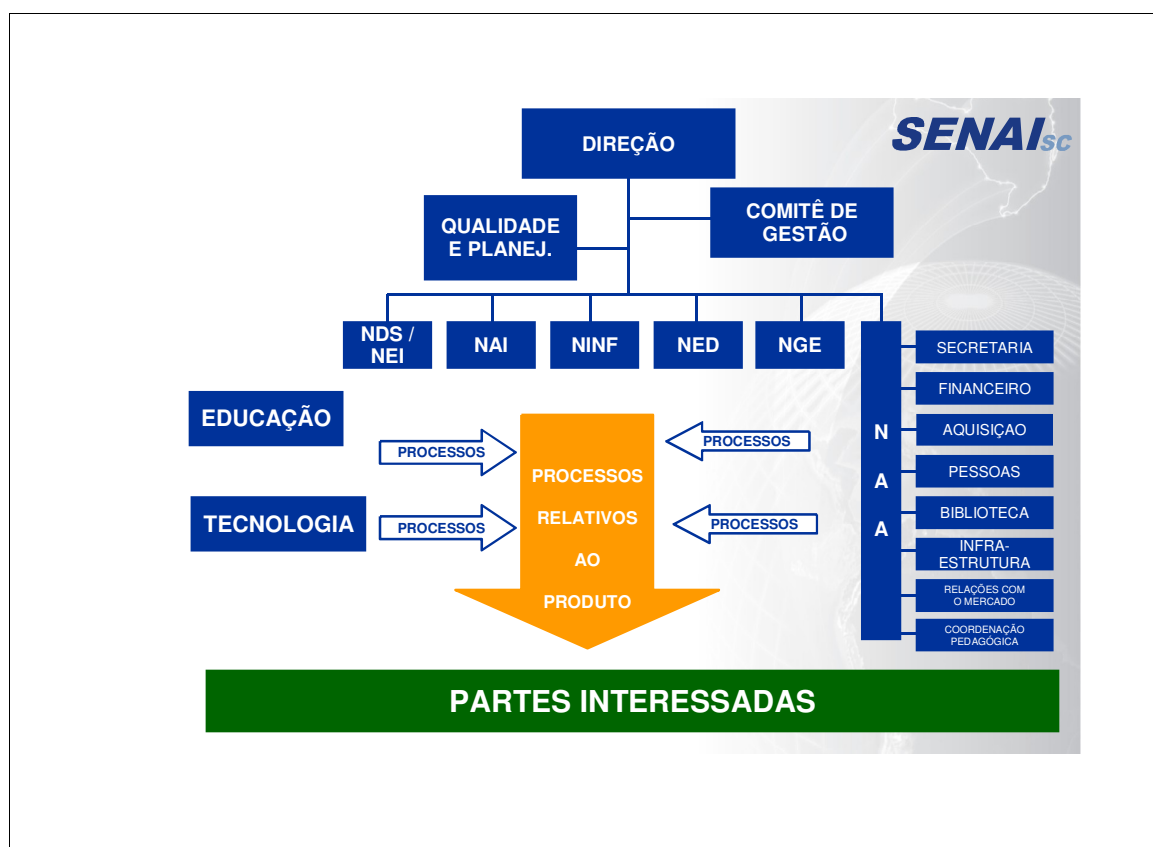 SENAIsc
DIREÇÃO
QUALIDADE
E PLANEJ.
COMITÊ DE
GESTÃO
NDS /
NEI
NAI
NINF
NED
NGE
N
A
A
SECRETARIA
FINANCEIRO
AQUISIÇAO
PESSOAS
BIBLIOTECA
INFRA-
ESTRUTURA
RELAÇÕES COM
O MERCADO
COORDENAÇÃO
PEDAGÓGICA
EDUCAÇÃO
PROCESSOS
PROCESSOS
TECNOLOGIA
PROCESSOS
PROCESSOS
PROCESSOS
RELATIVOS
AO
PRODUTO
PARTES INTERESSADAS